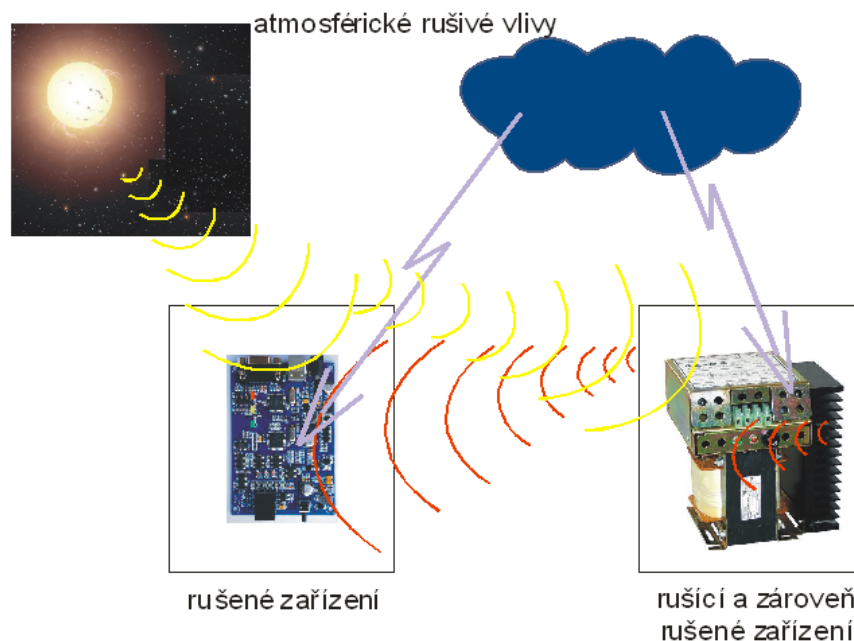 atmosférické rušivé vlivy
rušené zařízení
rušící a zároveň
rušené zařízení